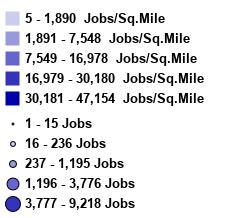 5 - 1,890 Jobs/Sq.Mile
1,891 - 7,548 Jobs/Sq.Mile
7,549 - 16,978 Jobs/Sq.Mile
16,979 - 30,180 Jobs/Sq.Mile
30,181 - 47,154 Jobs/Sq.Mile
1 - 15 Jobs
16 - 236 Jobs
237 - 1,195 Jobs
1,196 - 3,776 Jobs
3,777 - 9,218 Jobs